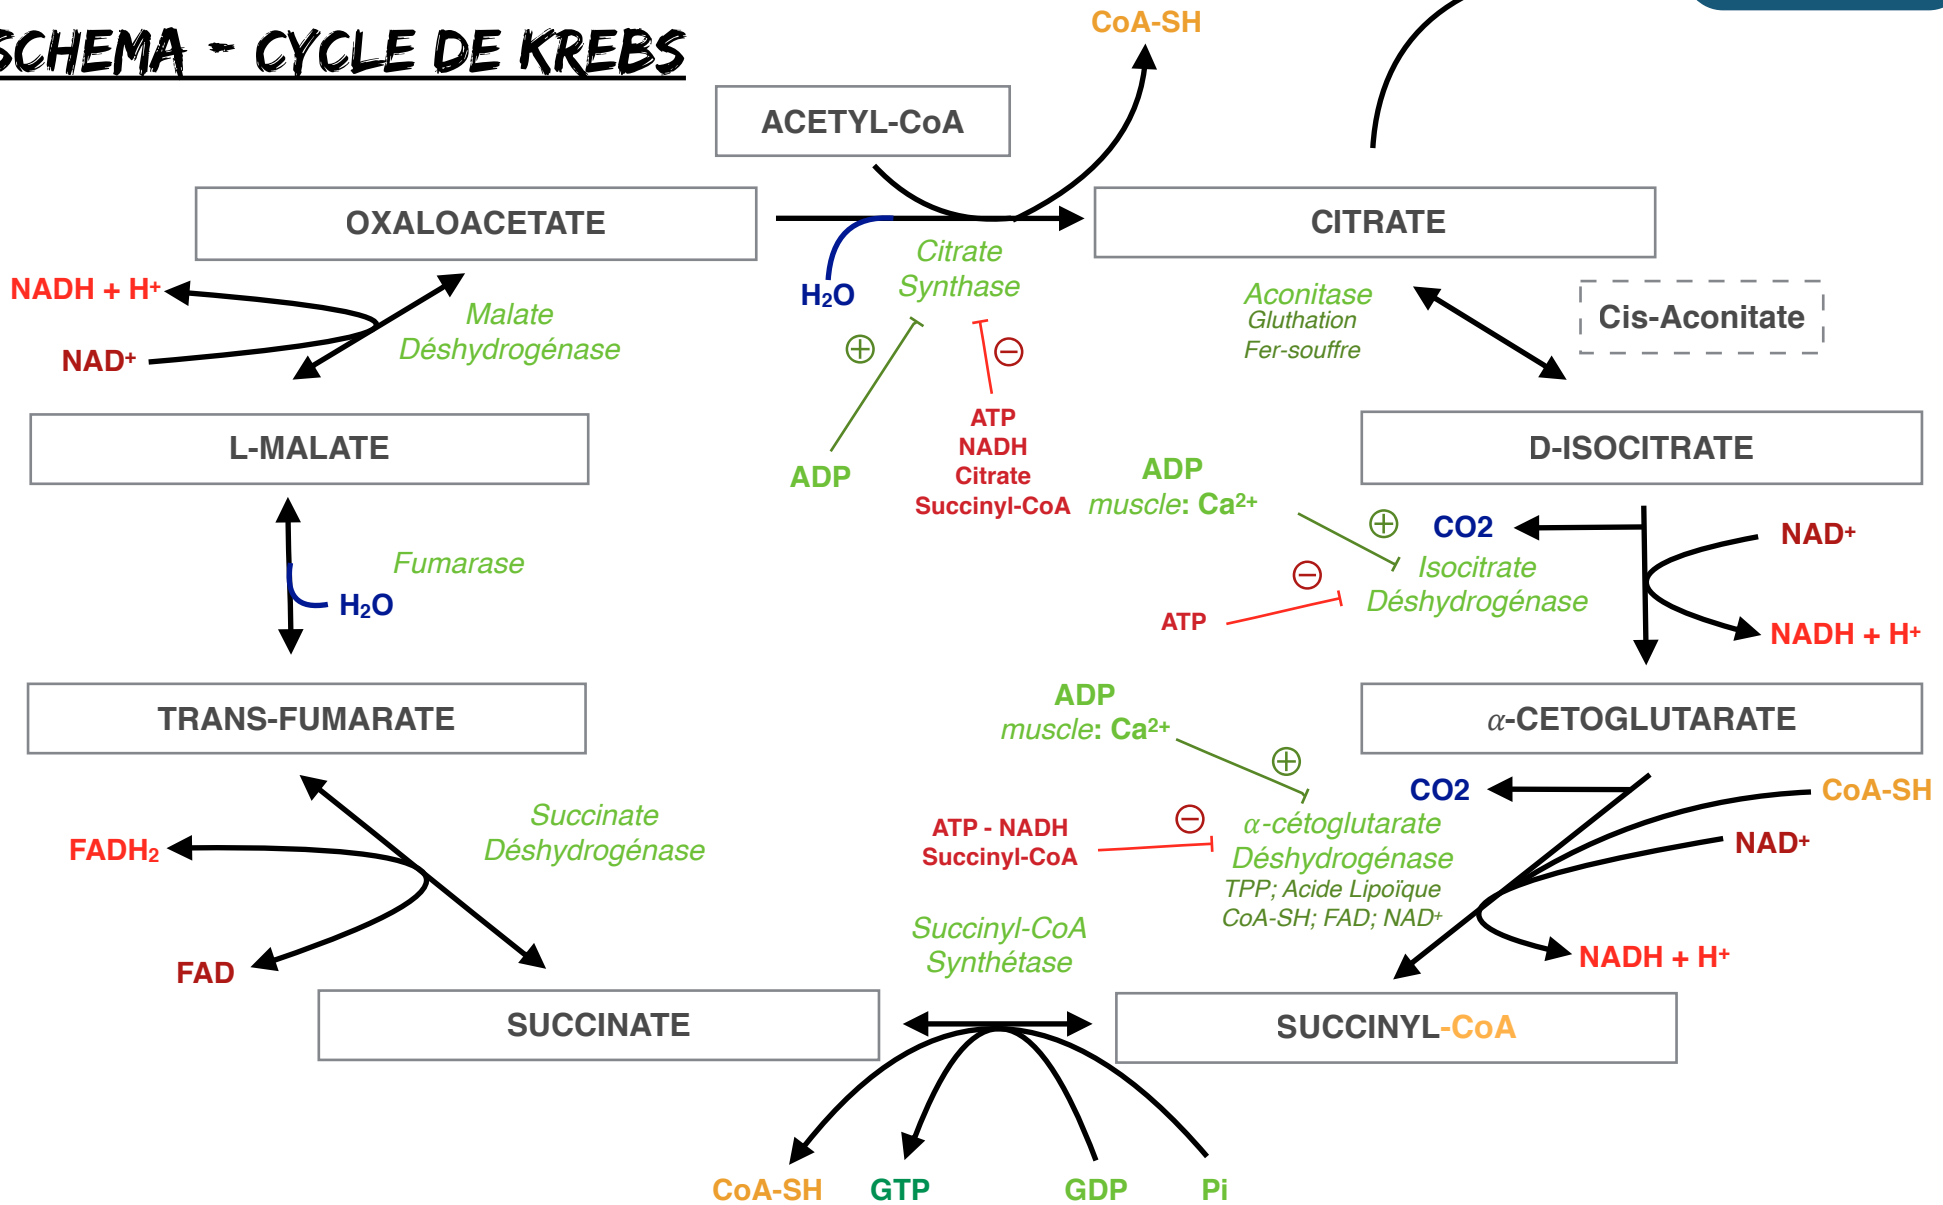 SCHEMA - CYCLE DE KREBS
CoA-SH
ACETYL-CoA
OXALOACETATE
CITRATE
NADH + H+
NAD+
Malate
Déshydrogénase
H2O
Citrate
Synthase
Aconitase
Gluthation
Fer-souffre
Cis-Aconitate
ADP
ATP
NADH
Citrate
Succinyl-CoA
L-MALATE
D-ISOCITRATE
ADP
muscle: Ca2+
CO2
NAD+
Isocitrate
Déshydrogénase
ATP
NADH + H+
Fumarase
H2O
TRANS-FUMARATE
α-CETOGLUTARATE
ADP
muscle: Ca2+
CO2
CoA-SH
NAD+
ATP - NADH
Succinyl-CoA
α-cétoglutarate
Déshydrogénase
TPP; Acide Lipoïque
CoA-SH; FAD; NAD+
NADH + H+
Succinate
Déshydrogénase
FADH2
FAD
Succinyl-CoA
Synthétase
SUCCINATE
SUCCINYL-CoA
CoA-SH
GTP
GDP
Pi